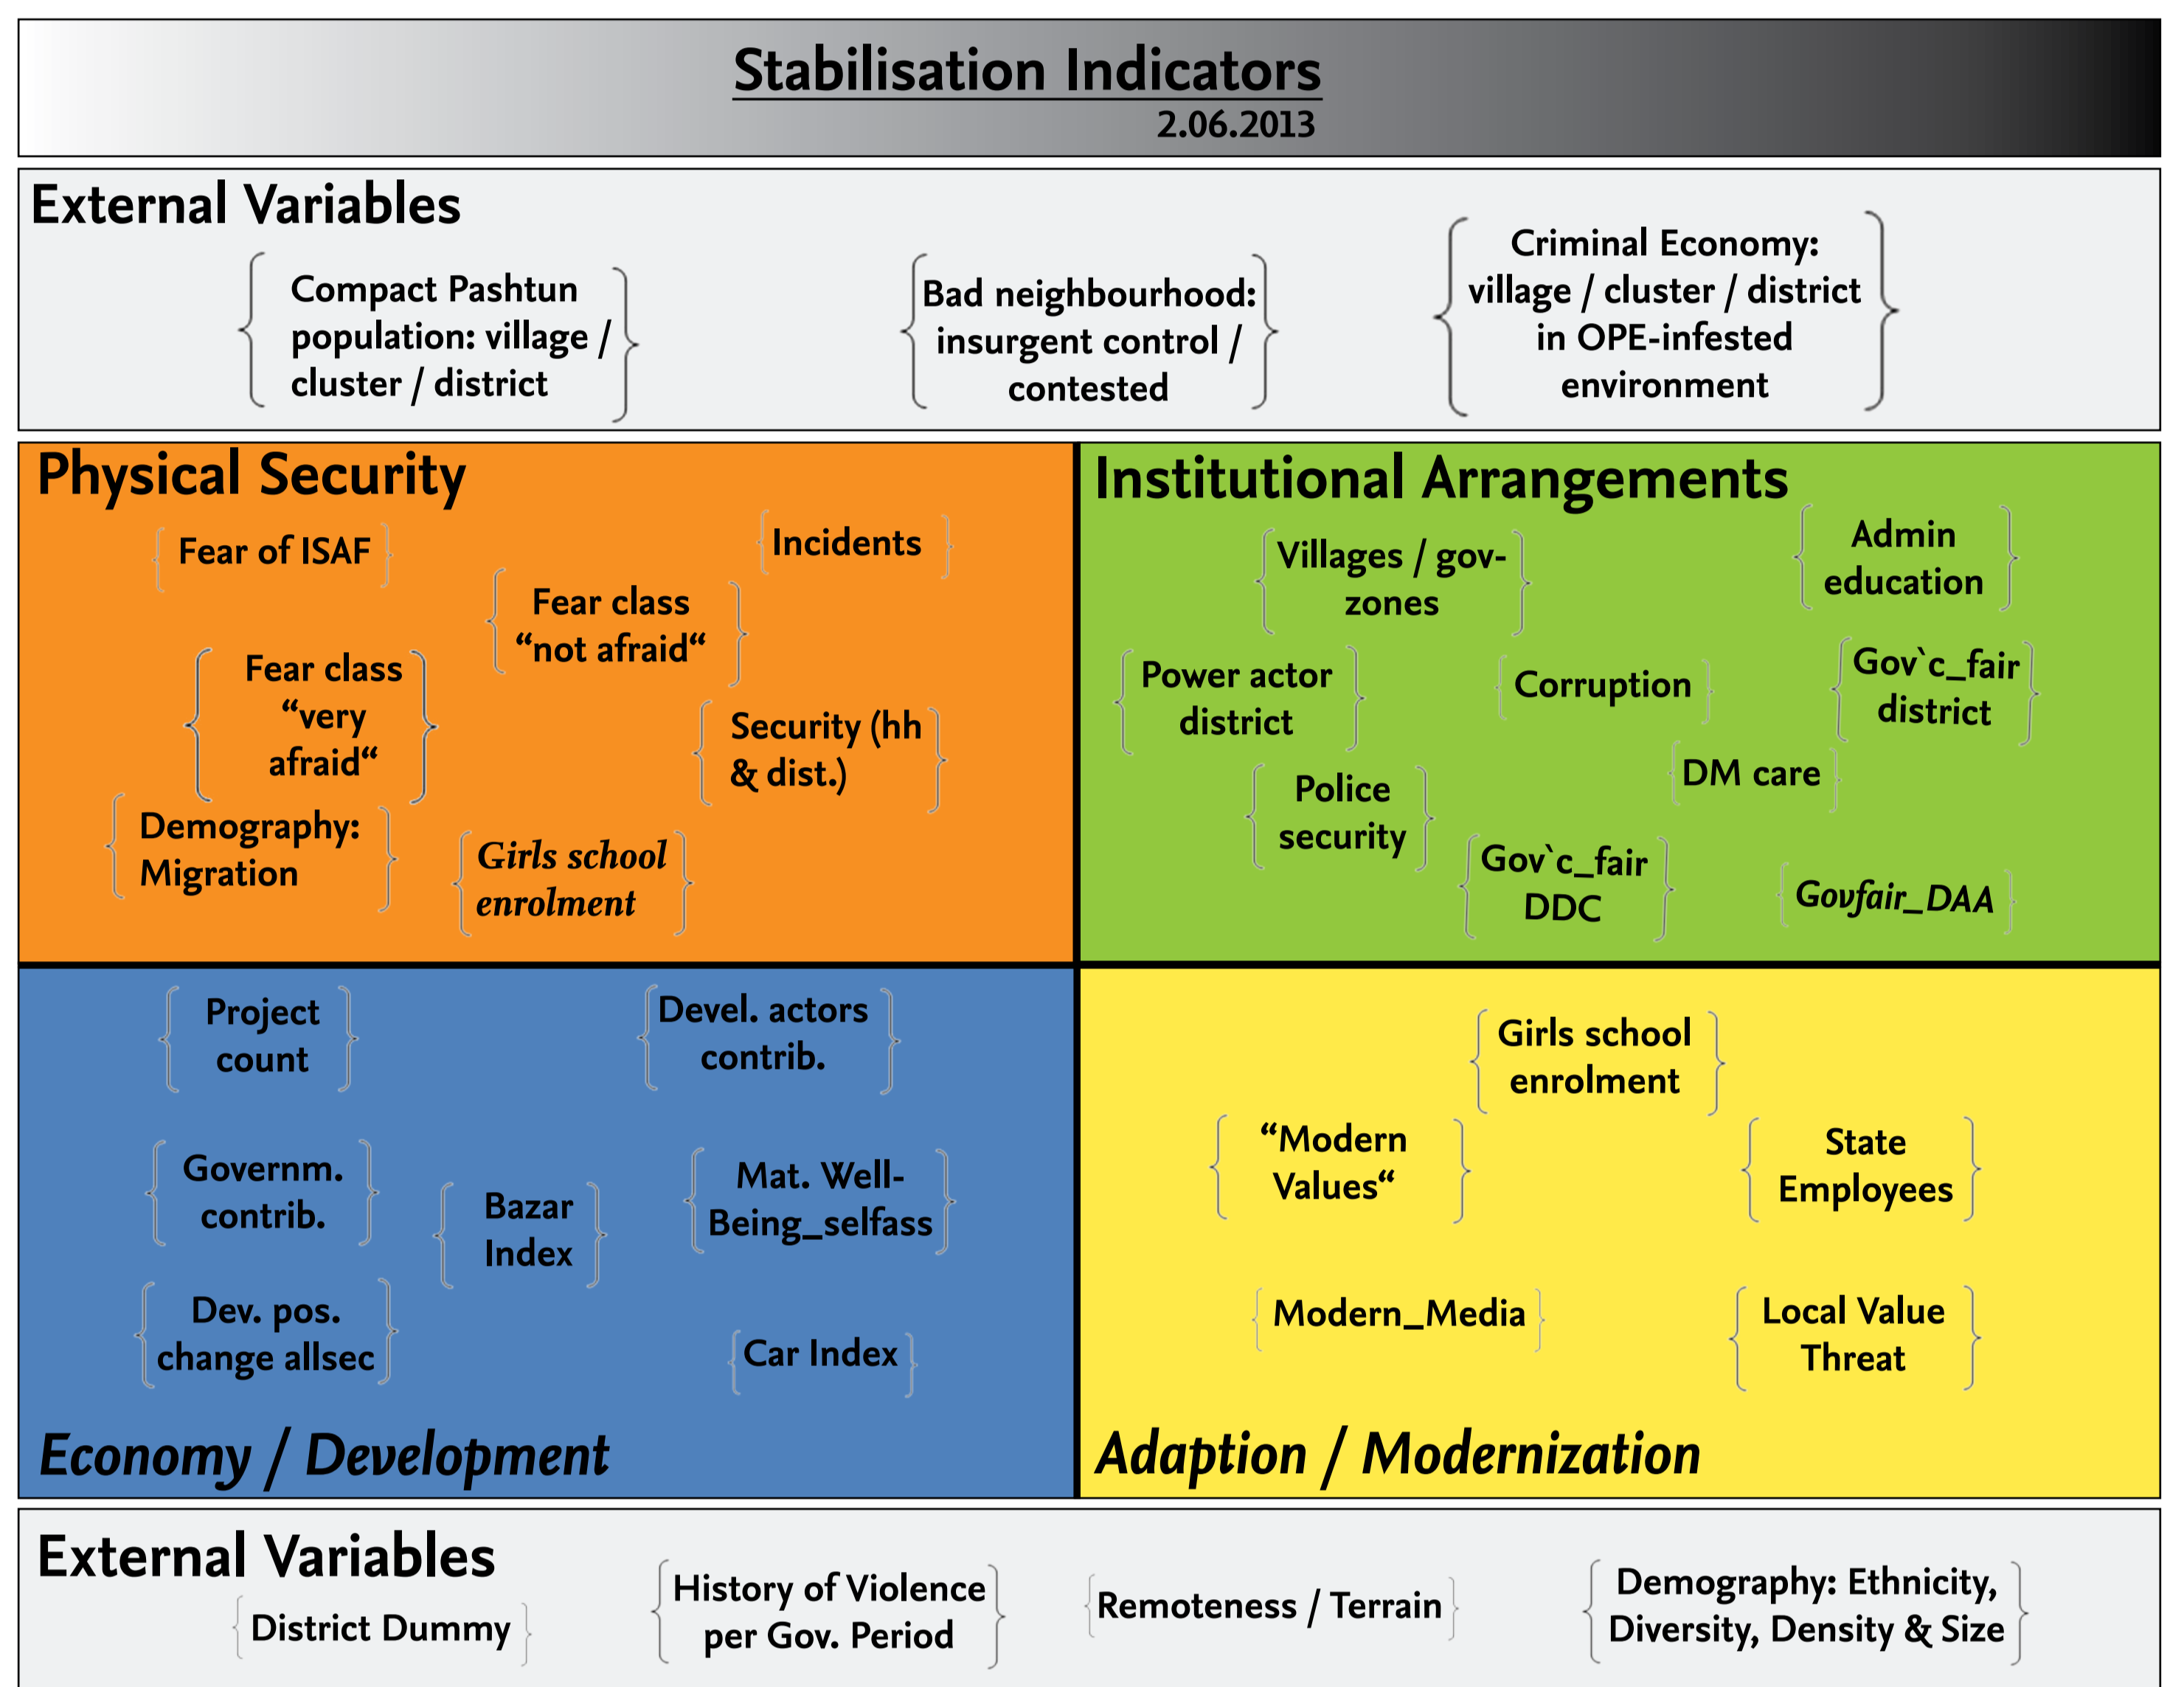 Stabilisation Indicators
2.06.2013
External Variables
Compact Pashtun
population: village /
cluster / district
Bad neighbourhood:
insurgent control /
contested
Criminal Economy:
village / cluster / district
in OPE-infested
environment
Physical Security
Fear of ISAF
Incidents
Fear class
“not afraid“
Fear class
“very
afraid“
Security (hh
& dist.)
Demography:
Migration
Girls school
enrolment
Institutional Arrangements
Villages / gov-
zones
Admin
education
Power actor
district
Corruption
Gov`c_fair
district
DM care
Police
security
Gov`c_fair
DDC
Govfair_DAA
Project
count
Devel. actors
contrib.
Governm.
contrib.
Bazar
Index
Mat. Well-
Being_selfass
Dev. pos.
change allsec
Car Index
Economy / Development
Girls school
enrolment
“Modern
Values“
State
Employees
Modern_Media
Local Value
Threat
Adaption / Modernization
External Variables
District Dummy
History of Violence
per Gov. Period
Remoteness / Terrain
Demography: Ethnicity,
Diversity, Density & Size